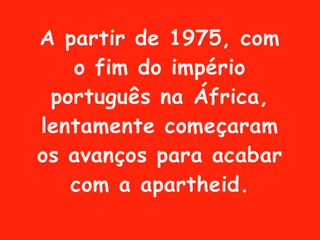 A partir de 1975, com
o fim do império
português na África,
lentamente começaram
os avanços para acabar
com a apartheid.